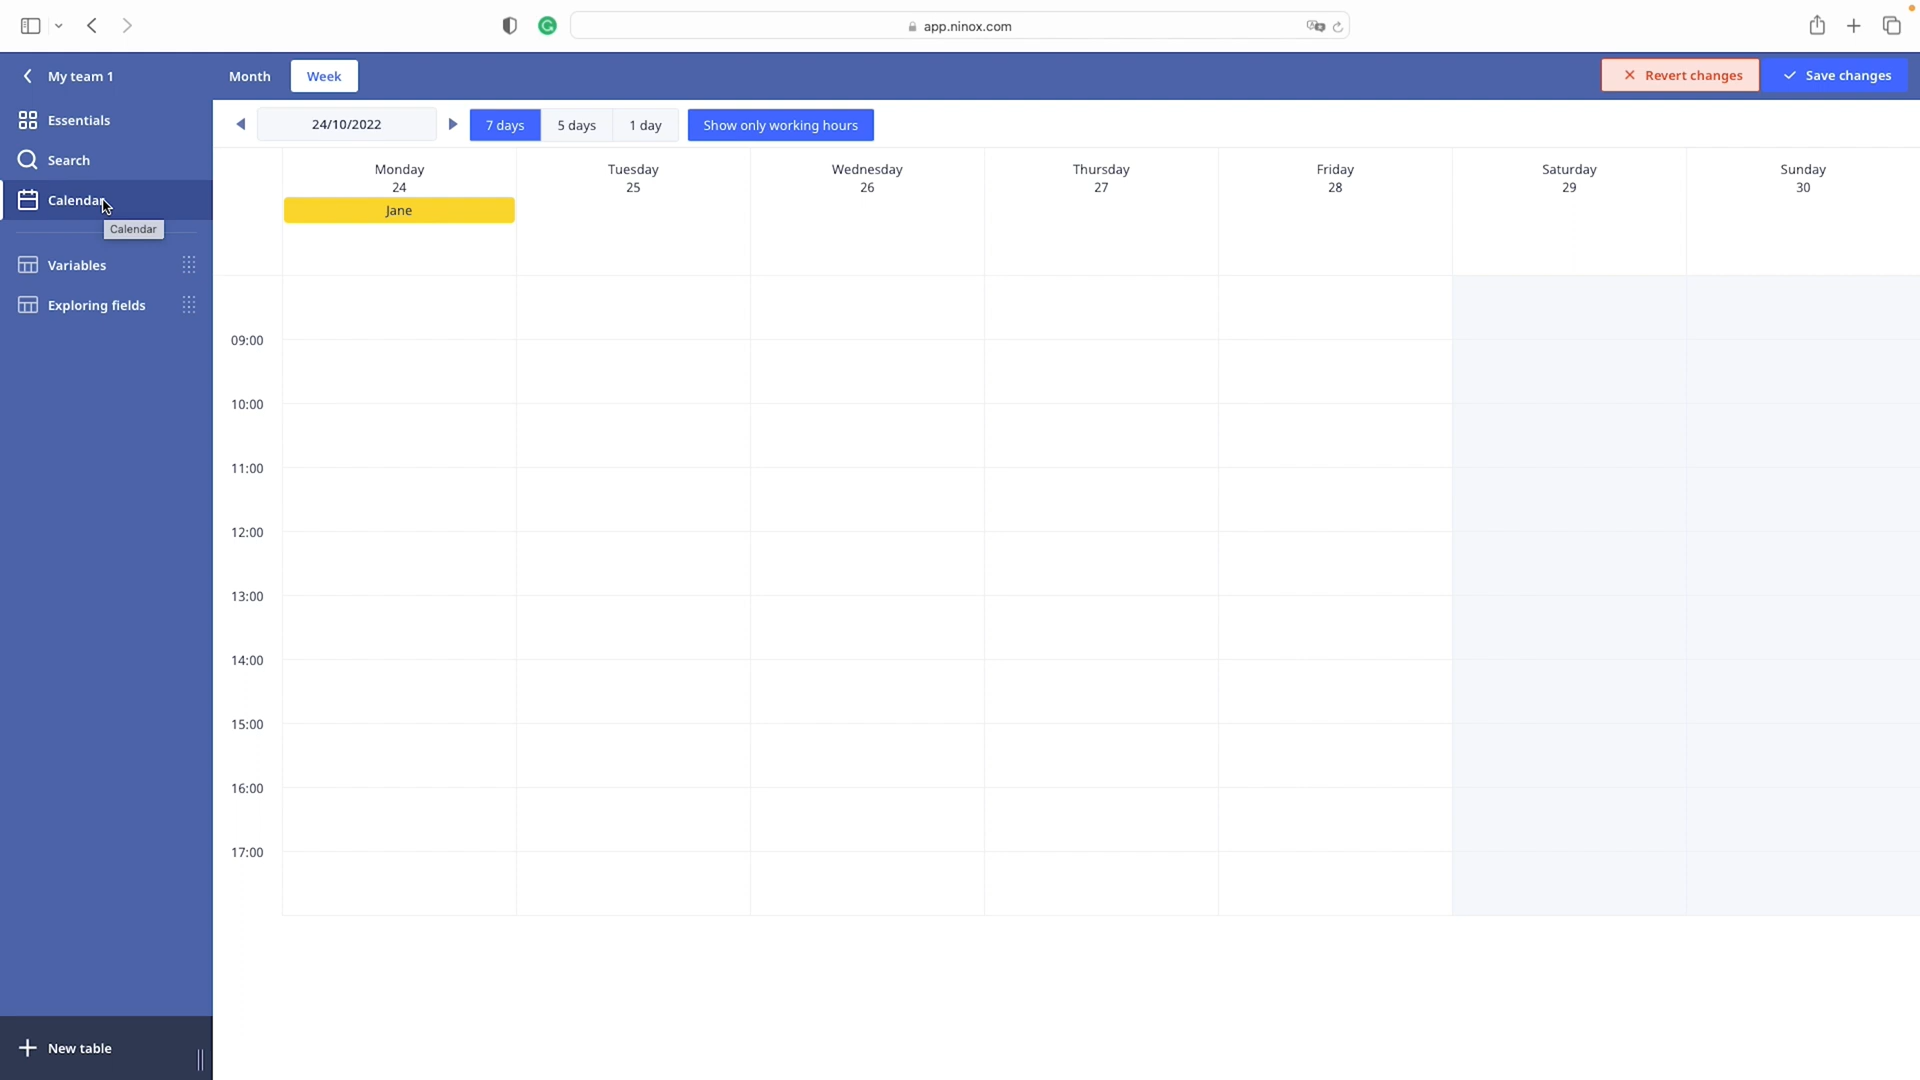 app.ninox.com
My team 1
Month
Week
Revert changes
Save changes
Essentials
Search
Calendar
Calendar
Variables
Exploring fields
New table
24/10/2022
7 days
5 days
1 day
Show only working hours
Monday
24
Tuesday
25
Wednesday
26
Thursday
27
Friday
28
Saturday
29
Sunday
30
Jane
09:00
10:00
11:00
12:00
13:00
14:00
15:00
16:00
17:00